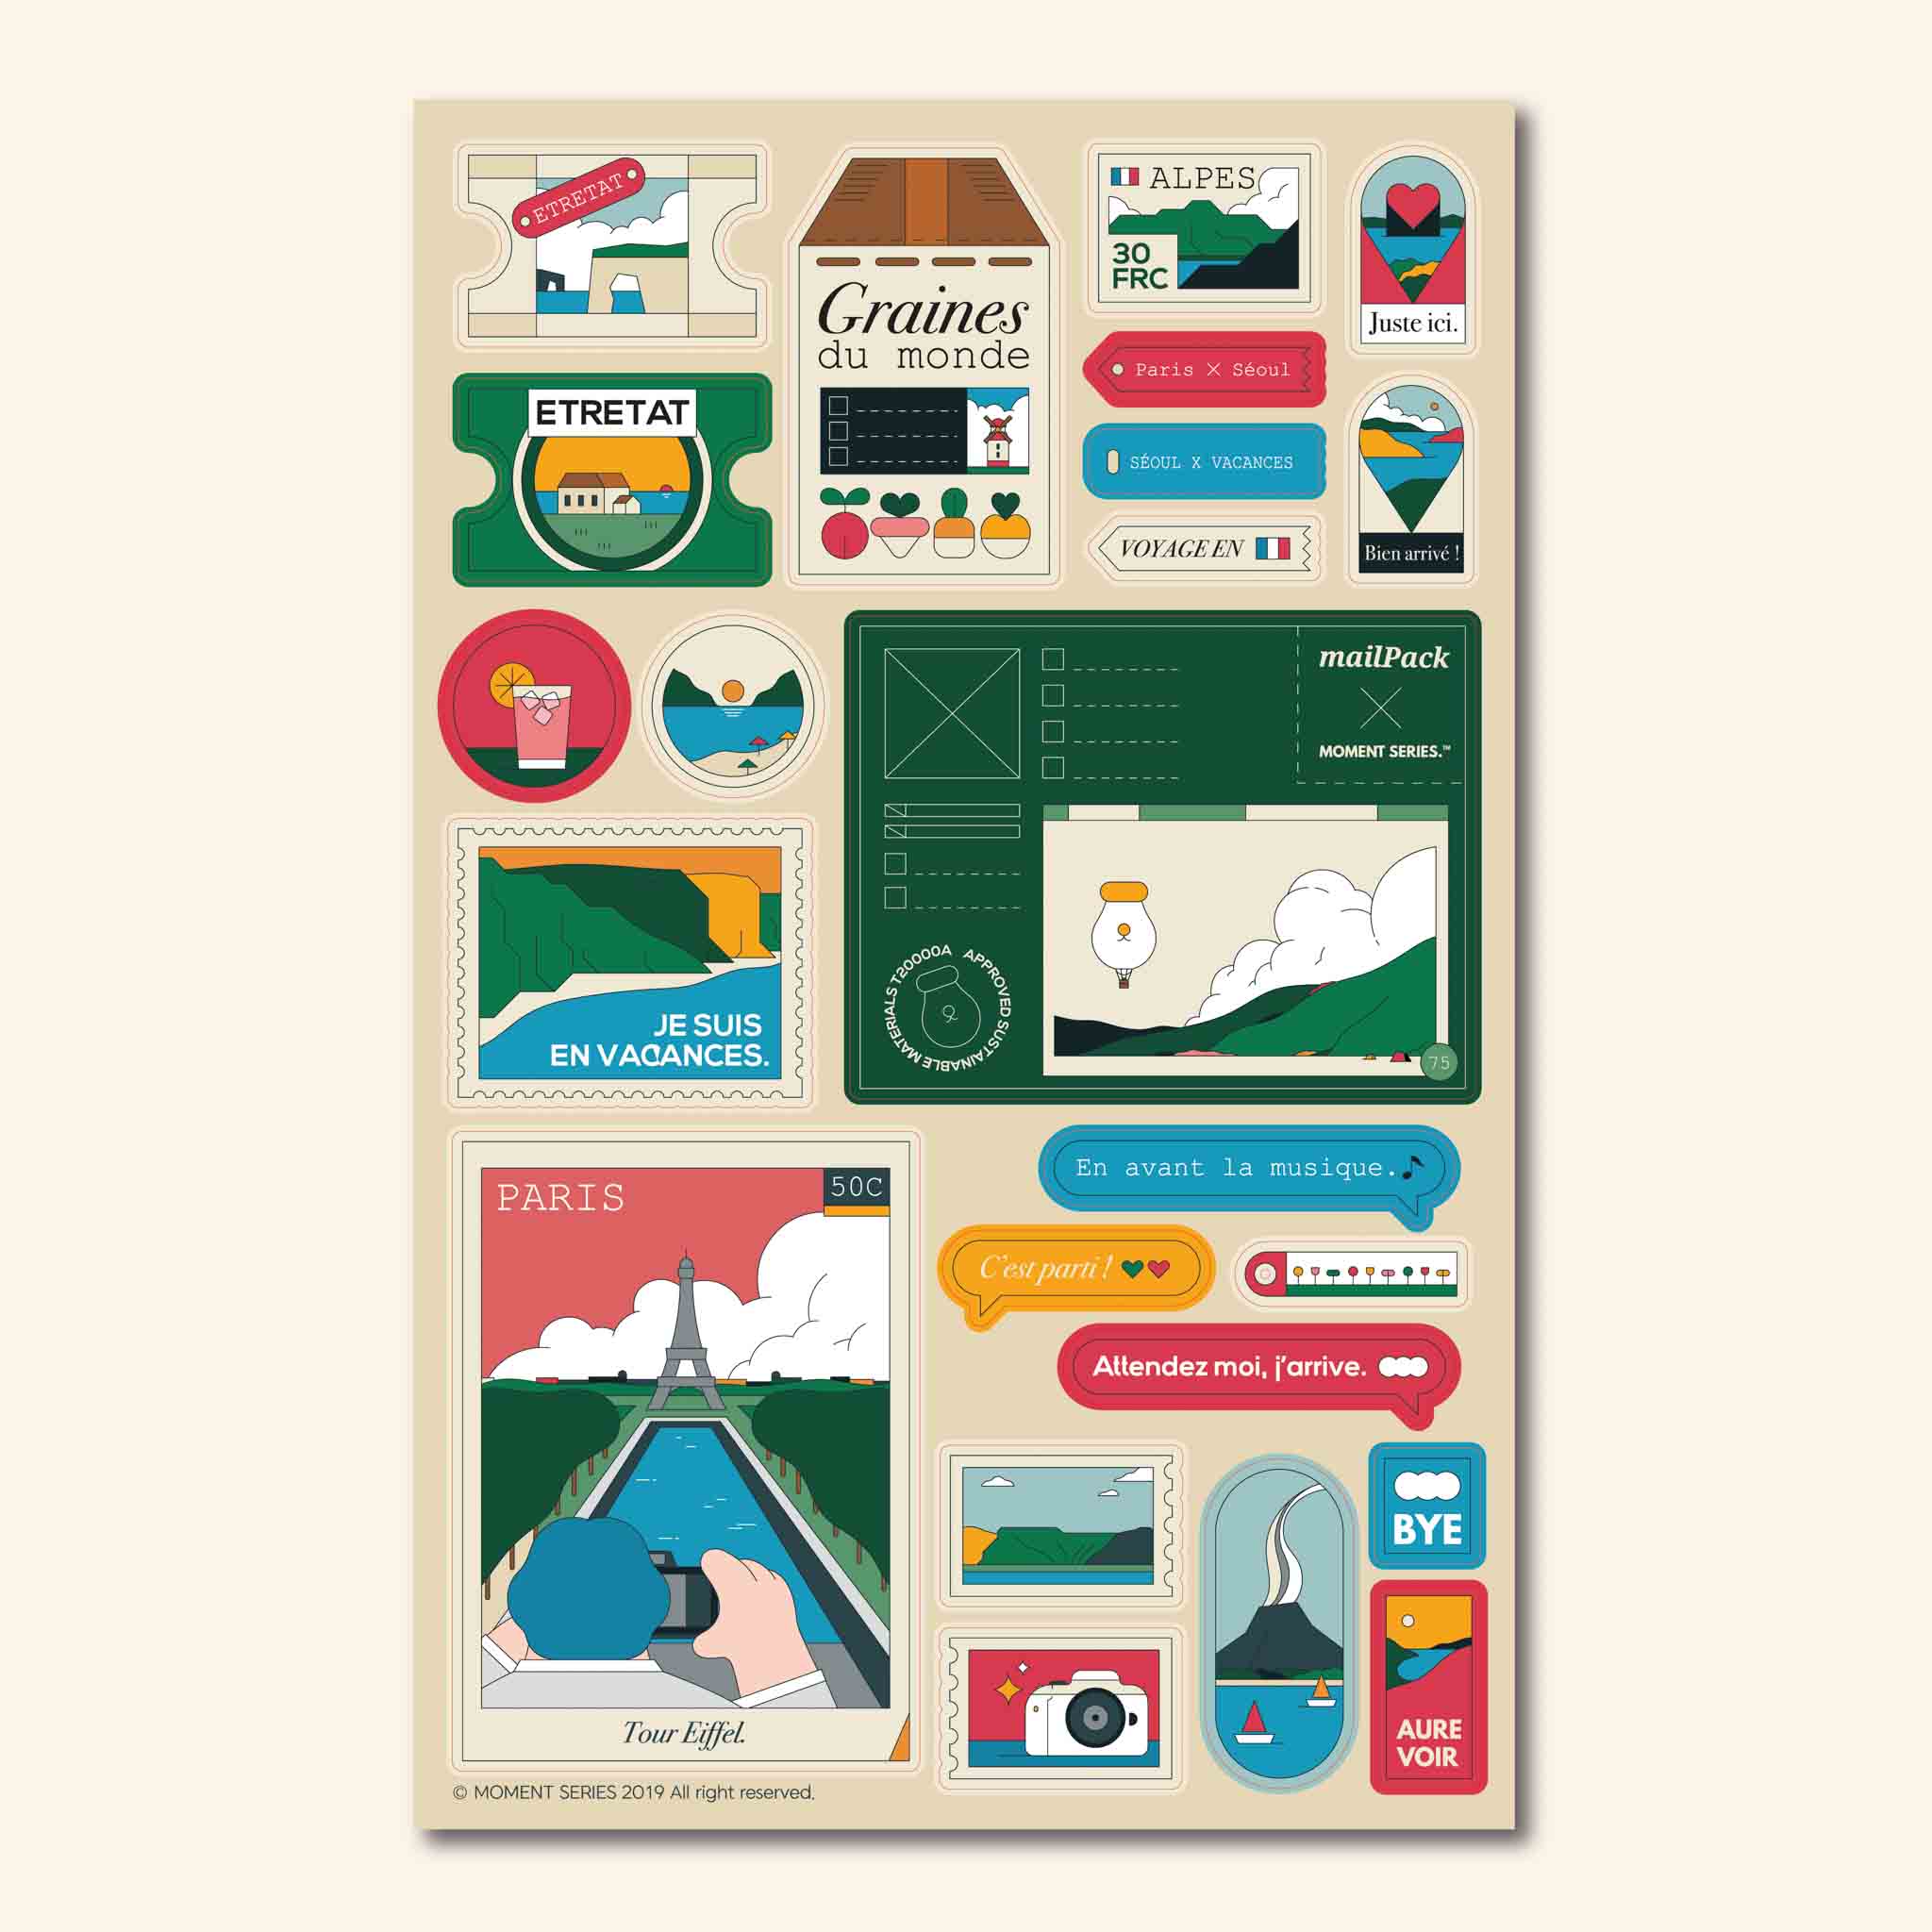 ETRETAT
Graines
du monde
ALPES
30
FRC
Juste ici.
Paris X Séoul
SÉOUL X VACANCES
VOYAGE EN
Bien arrivé !
ETRETAT
mailPack
MOMENT SERIES.™
APPROVED SUSTAINABLE MATERIALS T20000A
75
JE SUIS
EN VACANCES.
PARIS
50C
Tour Eiffel.
En avant la musique.
C'est parti !
Attendez moi, j'arrive.
BYE
AURE
VOIR
© MOMENT SERIES 2019 All right reserved.